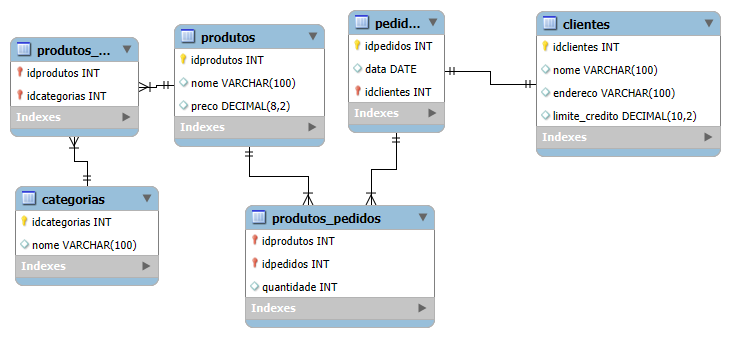 produtos_...
idprodutos INT
idcategorias INT
Indexes
produtos
idprodutos INT
nome VARCHAR(100)
preco DECIMAL(8,2)
Indexes
pedid...
idpedidos INT
data DATE
idclientes INT
Indexes
clientes
idclientes INT
nome VARCHAR(100)
endereco VARCHAR(100)
limite_credito DECIMAL(10,2)
Indexes
categorias
idcategorias INT
nome VARCHAR(100)
Indexes
produtos_pedidos
idprodutos INT
idpedidos INT
quantidade INT
Indexes